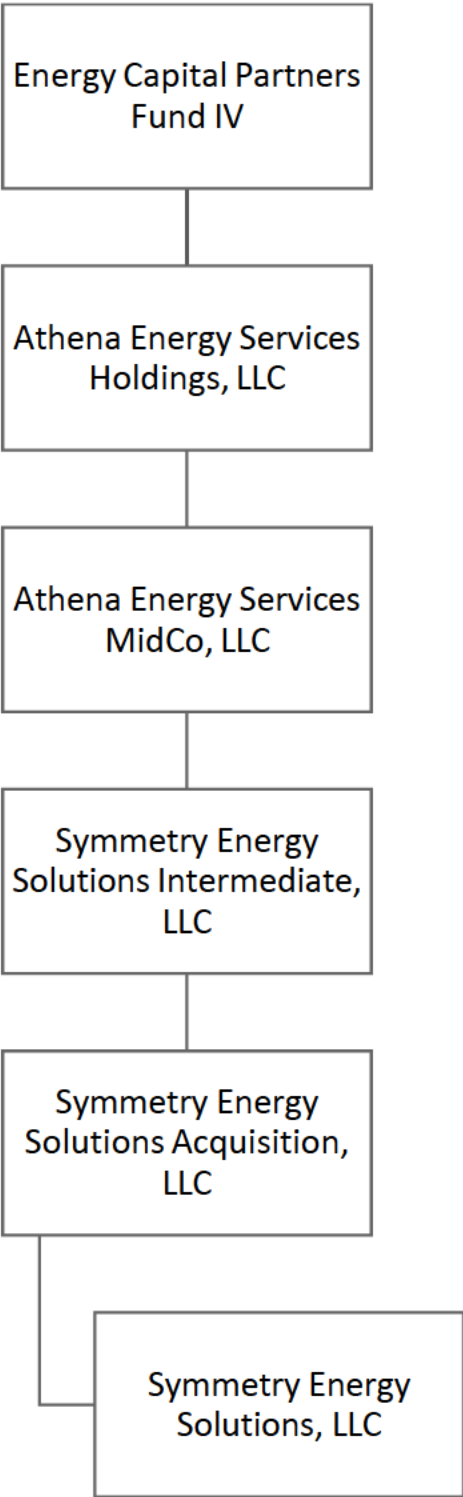 Energy Capital Partners
Fund IV
Athena Energy Services
Holdings, LLC
Athena Energy Services
MidCo, LLC
Symmetry Energy
Solutions Intermediate,
LLC
Symmetry Energy
Solutions Acquisition,
LLC
Symmetry Energy
Solutions, LLC